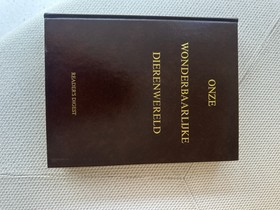 ONZE
WONDERBAARLIJKE
DIERENWERELD
READER'S DIGEST